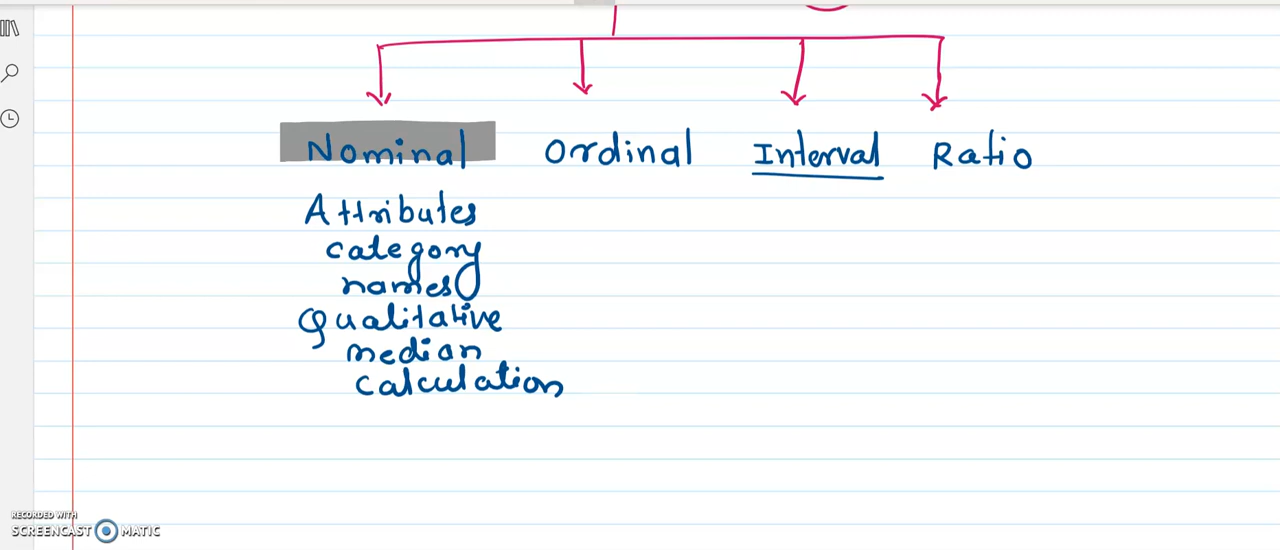 Nominal Ordinal Interval Ratio
Attributes
category
names
Qualitative
median
calculation
RECORDED WITH
SCREENCAST MATIC